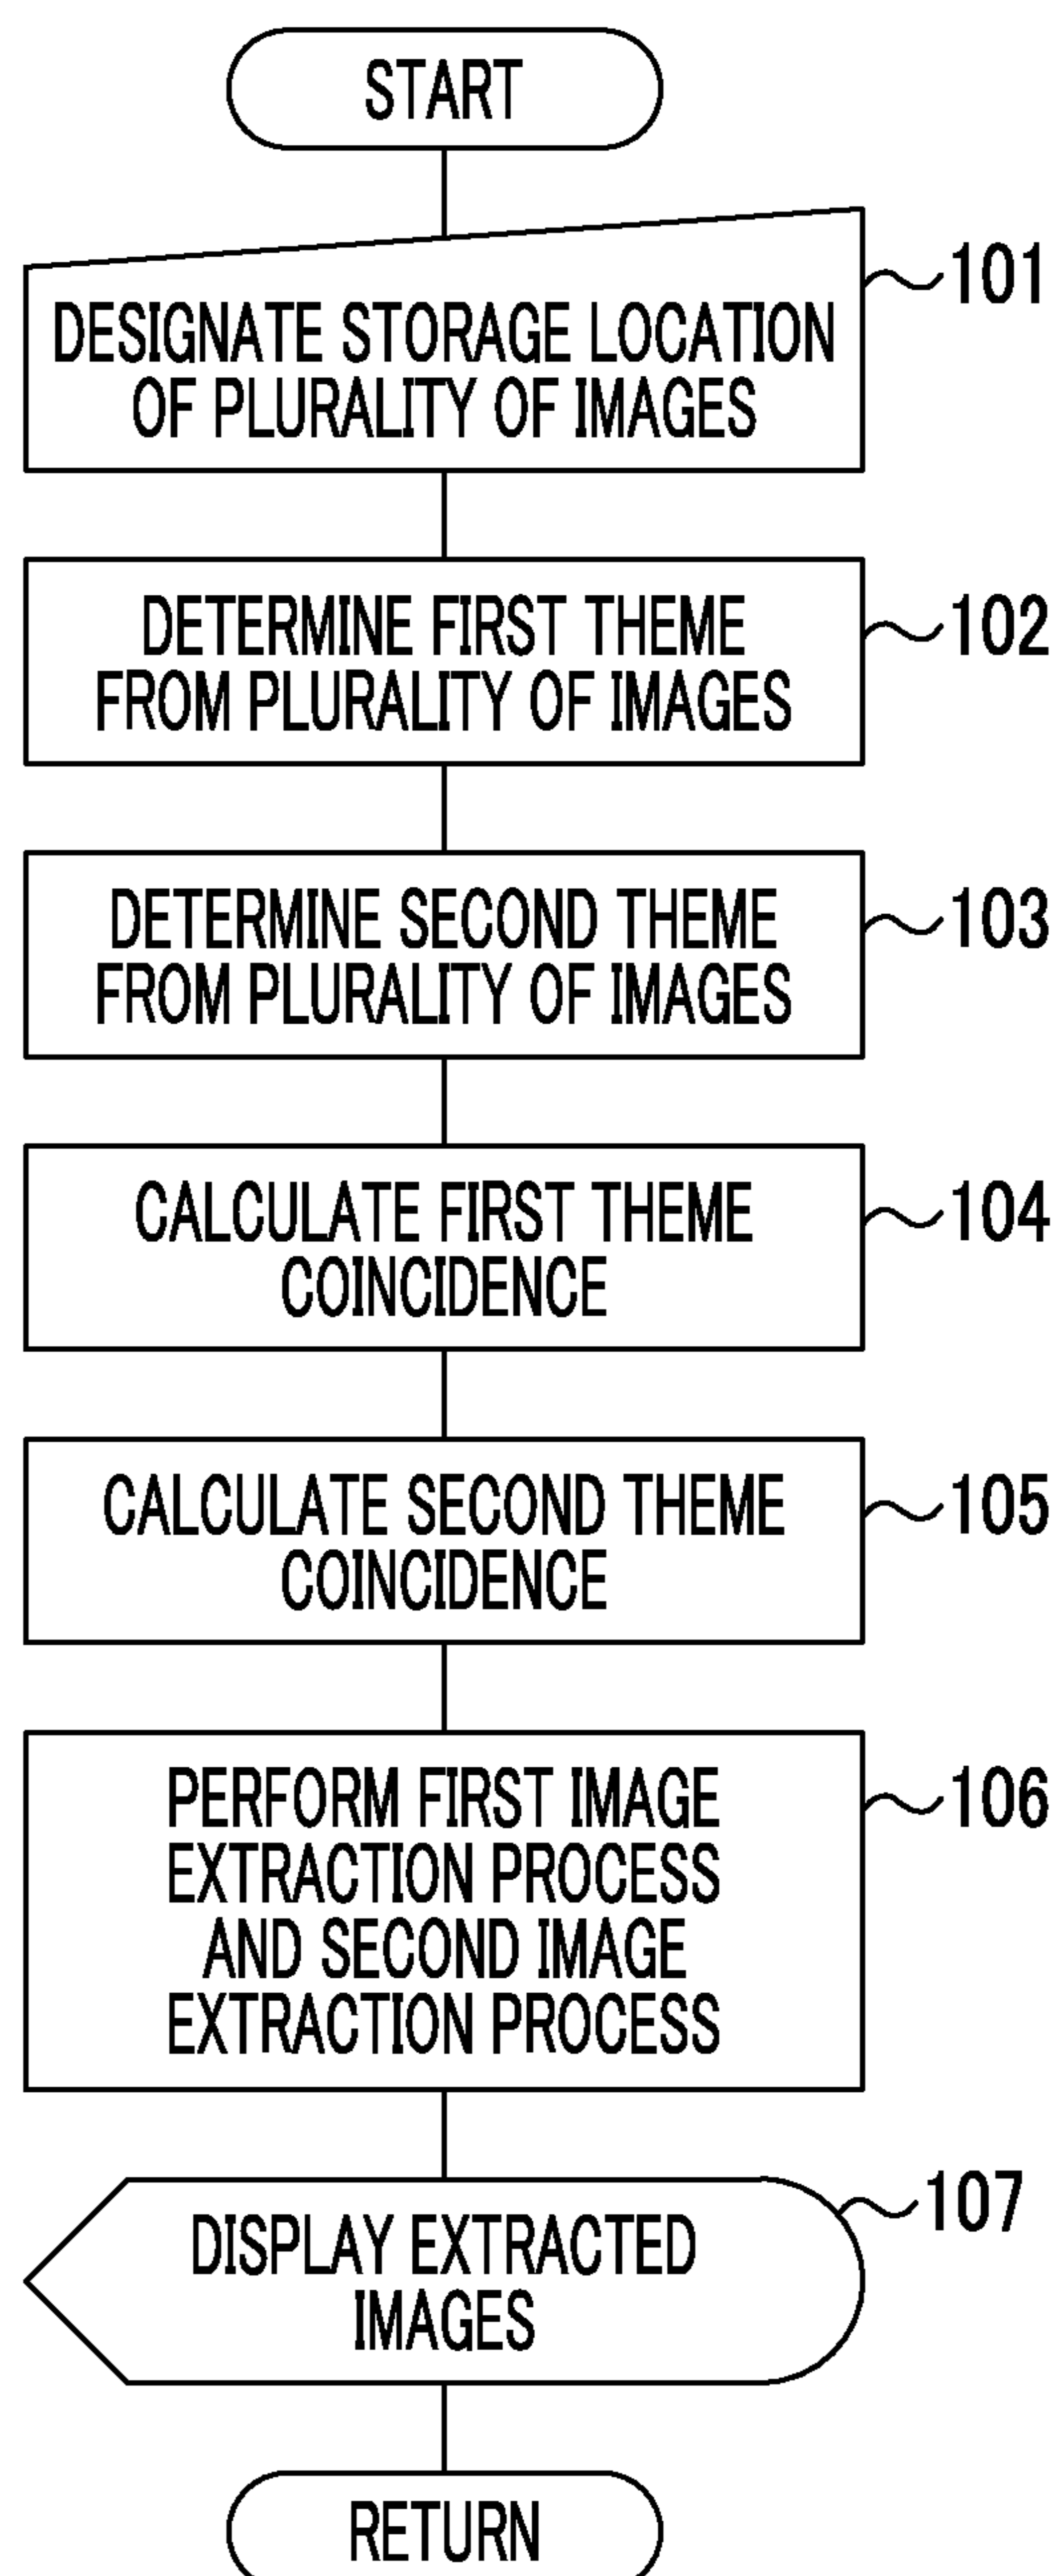 START
101
DESIGNATE STORAGE LOCATION
OF PLURALITY OF IMAGES
102
DETERMINE FIRST THEME
FROM PLURALITY OF IMAGES
103
DETERMINE SECOND THEME
FROM PLURALITY OF IMAGES
104
CALCULATE FIRST THEME
COINCIDENCE
105
CALCULATE SECOND THEME
COINCIDENCE
106
PERFORM FIRST IMAGE
EXTRACTION PROCESS
AND SECOND IMAGE
EXTRACTION PROCESS
107
DISPLAY EXTRACTED
IMAGES
RETURN